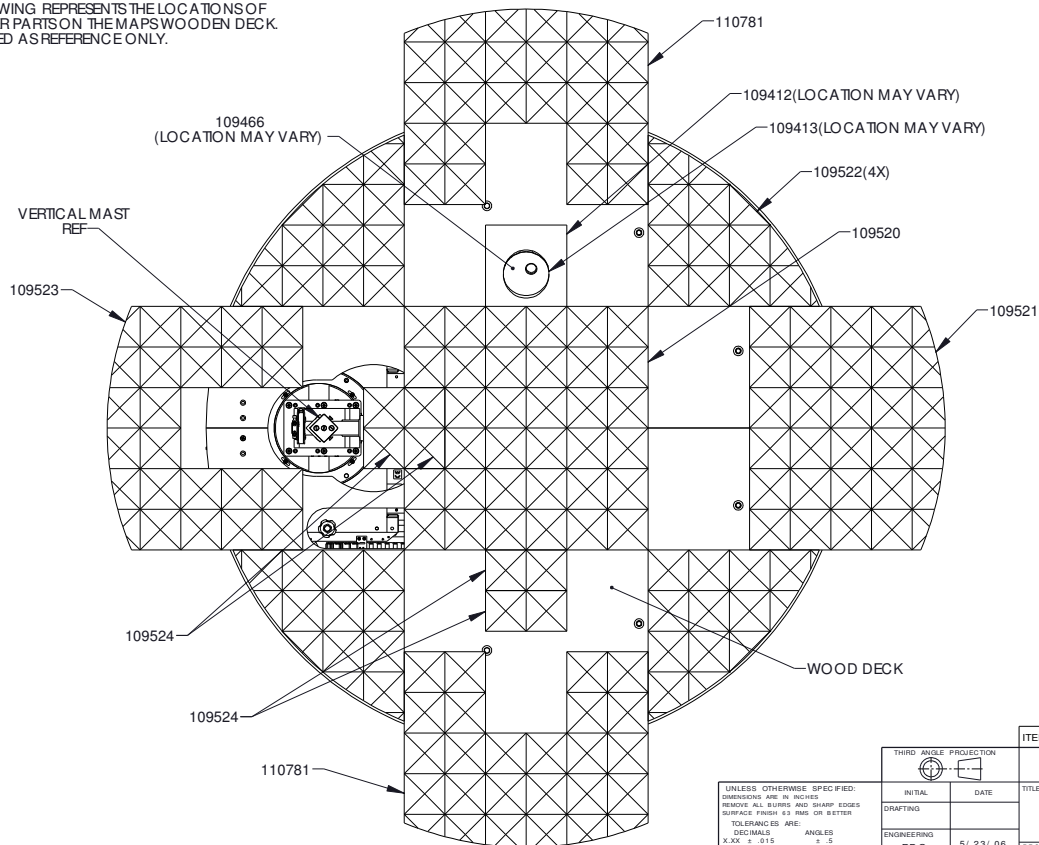 WING REPRESENTS THE LOCATIONS OF
R PARTS ON THE MAPS WOODEN DECK.
ED AS REFERENCE ONLY.
110781
109412(LOCATION MAY VARY)
109466
(LOCATION MAY VARY)
109413(LOCATION MAY VARY)
109522(4X)
VERTICAL MAST
REF
109520
109523
109521
109524
WOOD DECK
109524
110781
ITE
THIRD ANGLE PROJECTION
UNLESS OTHERWISE SPECIFIED:
DIMENSIONS ARE IN INCHES
REMOVE ALL BURRS AND SHARP EDGES
SURFACE FINISH 63 RMS OR BETTER
TOLERANCES ARE:
DECIMALS ANGLES
X.XX ± .015 ± .5
INITIAL DATE
TITLE
DRAFTING
ENGINEERING
5/23/06